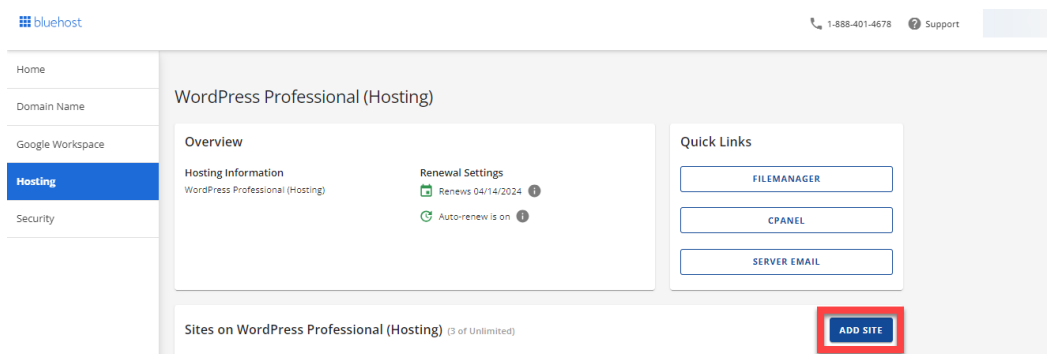 bluehost
1-888-401-4678
Support
Home
Domain Name
Google Workspace
Hosting
Security
WordPress Professional (Hosting)
Overview
Hosting Information
WordPress Professional (Hosting)
Renewal Settings
Renews 04/14/2024
Auto-renew is on
Quick Links
FILEMANAGER
CPANEL
SERVER EMAIL
Sites on WordPress Professional (Hosting) (3 of Unlimited)
ADD SITE